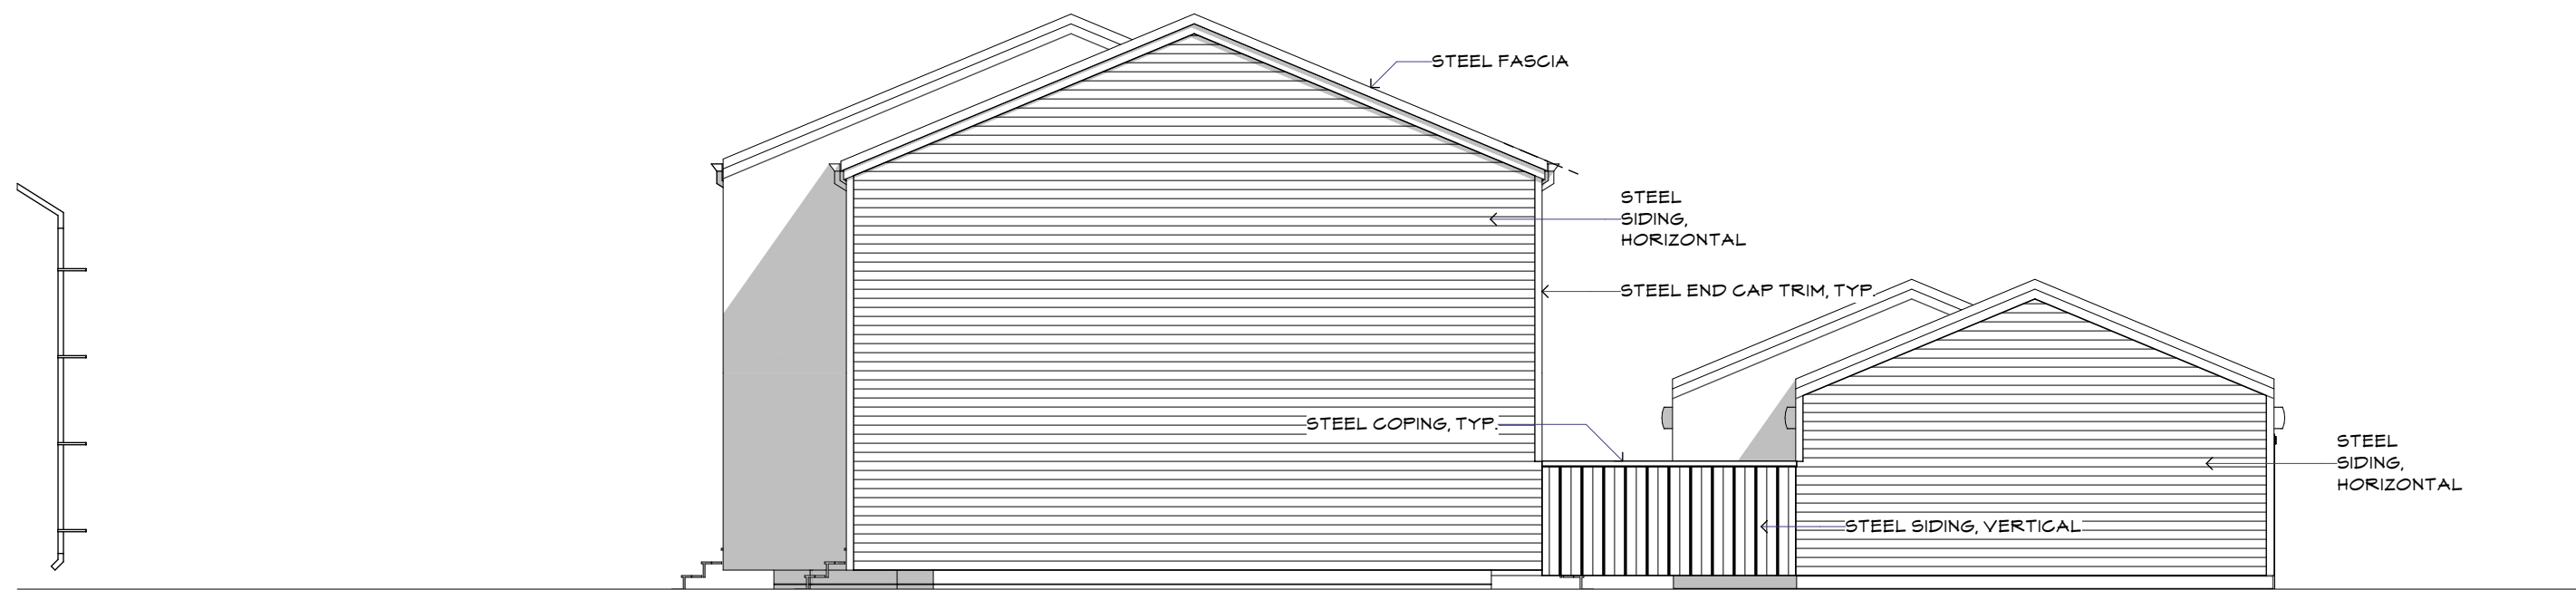 STEEL FASCIA
STEEL
SIDING,
HORIZONTAL
STEEL END CAP TRIM, TYP.
STEEL COPING, TYP.
STEEL
SIDING,
HORIZONTAL
STEEL SIDING, VERTICAL